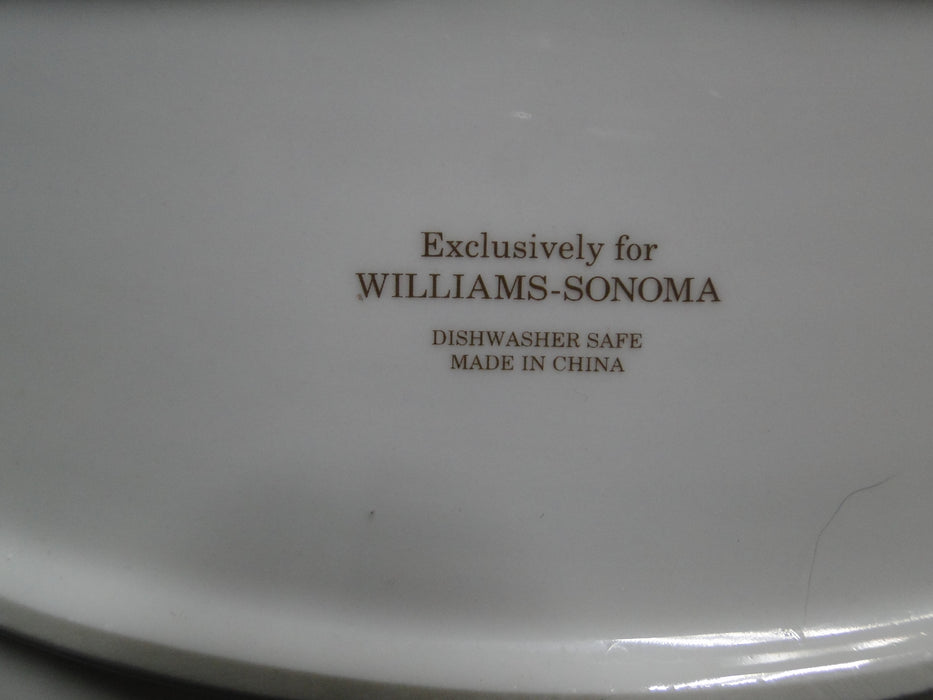 Exclusively for
WILLIAMS-SONOMA
DISHWASHER SAFE
MADE IN CHINA